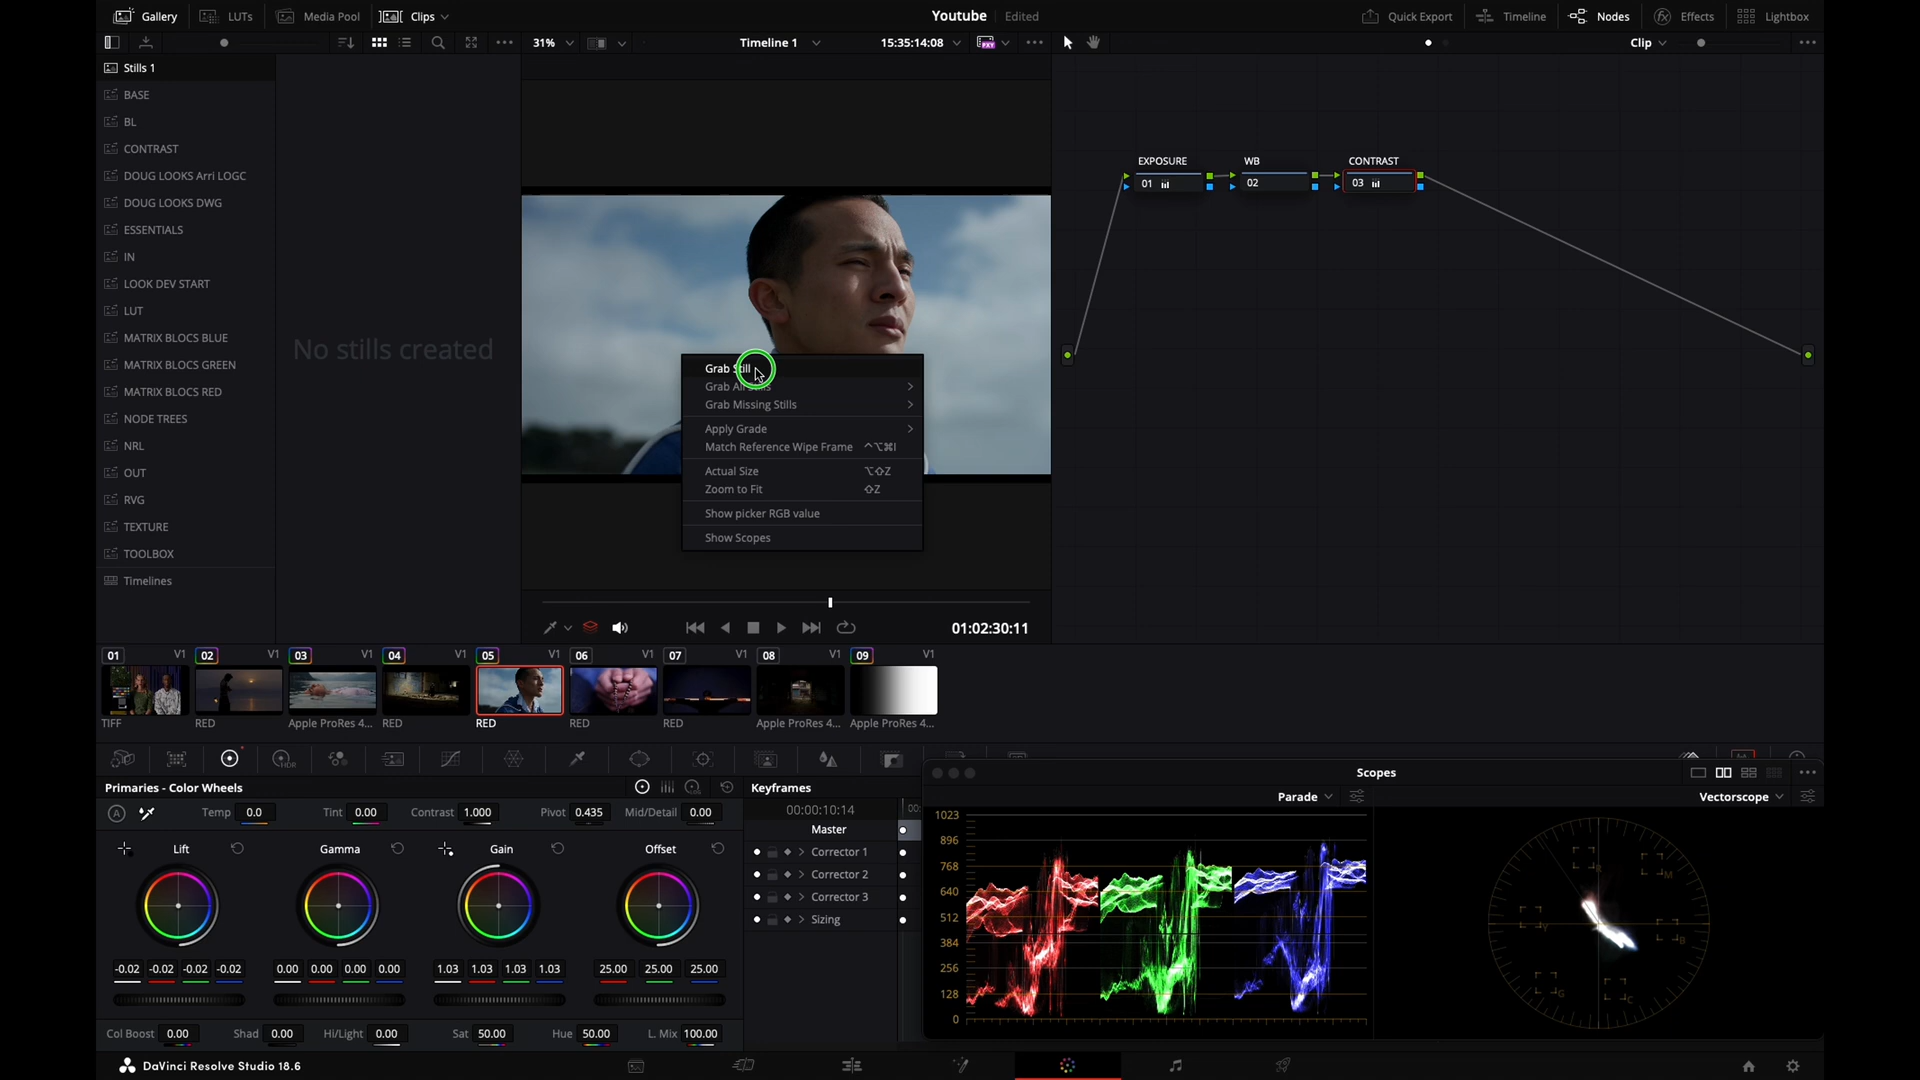 Gallery LUTs Media Pool Clips Youtube Edited Quick Export Timeline Nodes Effects Lightbox
31% Timeline 1 15:35:14:08 PXY Clip
Stills 1
BASE
BL
CONTRAST
DOUG LOOKS Arri LOGC
DOUG LOOKS DWG
ESSENTIALS
IN
LOOK DEV START
LUT
MATRIX BLOCS BLUE
MATRIX BLOCS GREEN
MATRIX BLOCS RED
NODE TREES
NRL
OUT
RVG
TEXTURE
TOOLBOX
Timelines
No stills created
Grab Still
Grab All Stills
Grab Missing Stills
Apply Grade
Match Reference Wipe Frame ^⌥⌘I
Actual Size ⌥⇧Z
Zoom to Fit ⇧Z
Show picker RGB value
Show Scopes
01:02:30:11
EXPOSURE WB CONTRAST
01 02 03
01 V1 02 V1 03 V1 04 V1 05 V1 06 V1 07 V1 08 V1 09 V1
TIFF RED Apple ProRes 4... RED RED RED RED Apple ProRes 4... Apple ProRes 4...
HDR
Primaries - Color Wheels
A Temp 0.0 Tint 0.00 Contrast 1.000 Pivot 0.435 Mid/Detail 0.00
Lift Gamma Gain Offset
-0.02 -0.02 -0.02 -0.02 0.00 0.00 0.00 0.00 1.03 1.03 1.03 1.03 25.00 25.00 25.00
Col Boost 0.00 Shad 0.00 Hi/Light 0.00 Sat 50.00 Hue 50.00 L. Mix 100.00
Keyframes
00:00:10:14 00:
Master
Corrector 1
Corrector 2
Corrector 3
Sizing
Scopes
Parade Vectorscope
1023
896
768
640
512
384
256
128
0
R
M
Y
B
G
C
DaVinci Resolve Studio 18.6